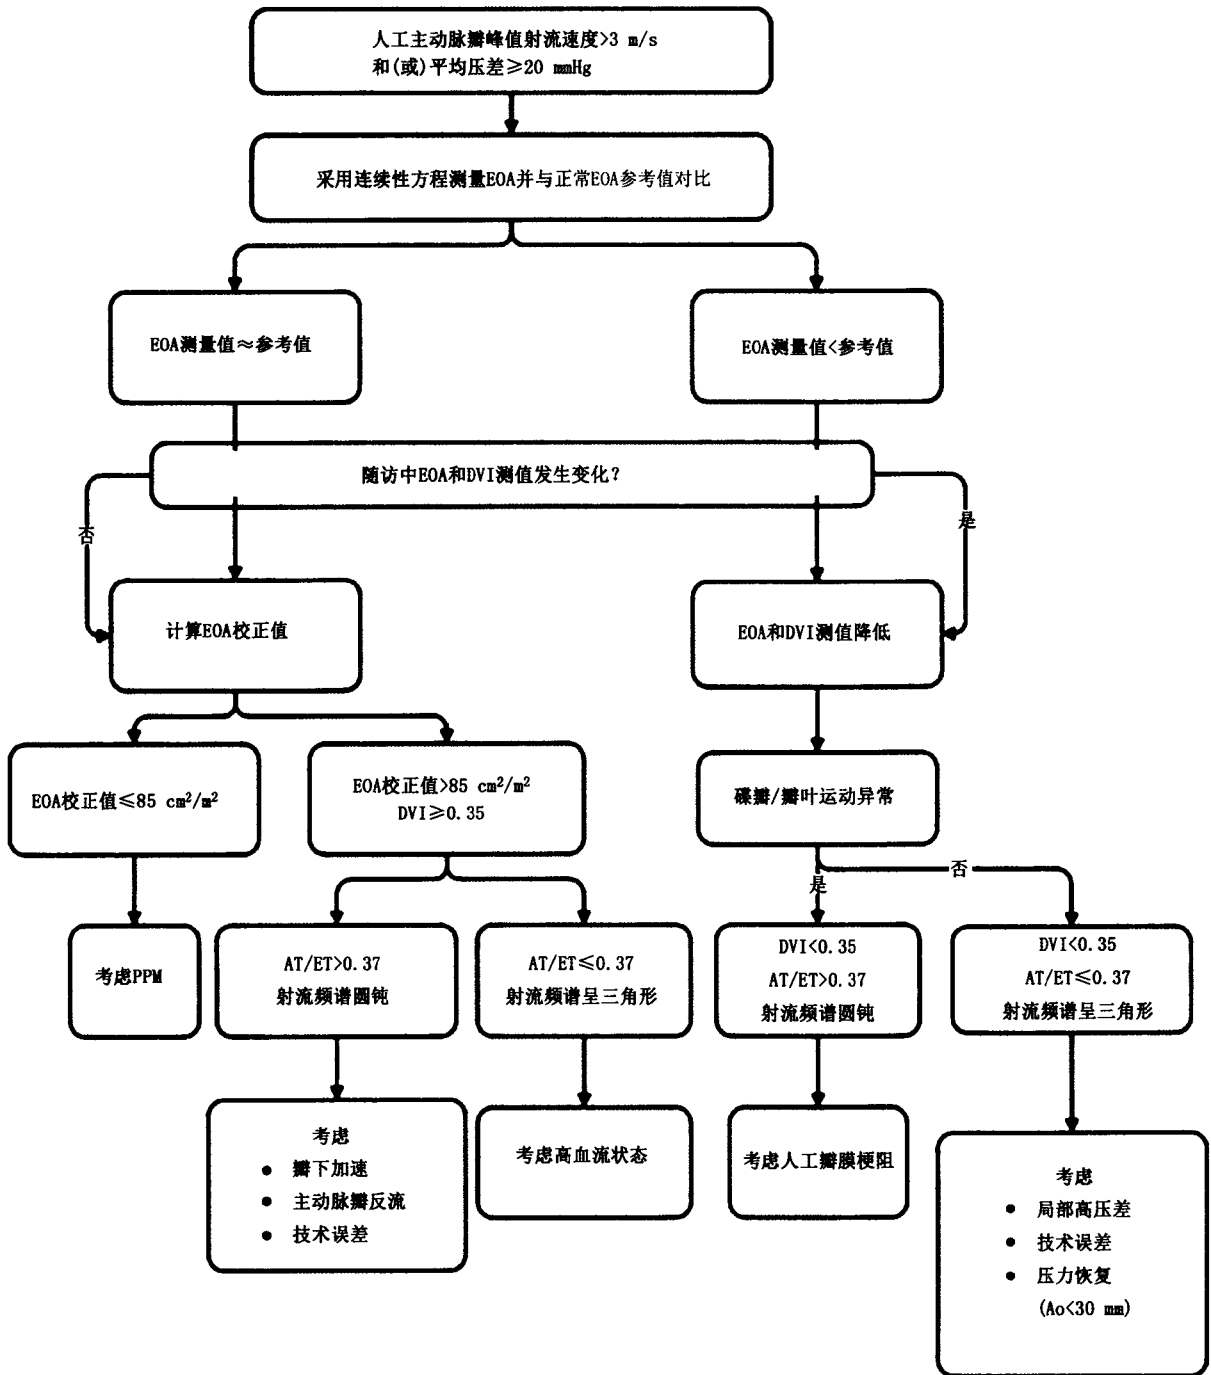 人工主动脉瓣峰值射流速度>3 m/s
和(或)平均压差≥20 mmHg
采用连续性方程测量EOA并与正常EOA参考值对比
EOA测量值≈参考值
EOA测量值<参考值
随访中EOA和DVI测值发生变化?
否
是
计算EOA校正值
EOA和DVI测值降低
EOA校正值≤85 cm²/m²
EOA校正值>85 cm²/m²
DVI≥0.35
碟瓣/瓣叶运动异常
是
否
考虑PPM
AT/ET>0.37
射流频谱圆钝
AT/ET≤0.37
射流频谱呈三角形
DVI<0.35
AT/ET>0.37
射流频谱圆钝
DVI<0.35
AT/ET≤0.37
射流频谱呈三角形
考虑
● 瓣下加速
● 主动脉瓣反流
● 技术误差
考虑高血流状态
考虑人工瓣膜梗阻
考虑
● 局部高压差
● 技术误差
● 压力恢复
(Ao<30 mm)